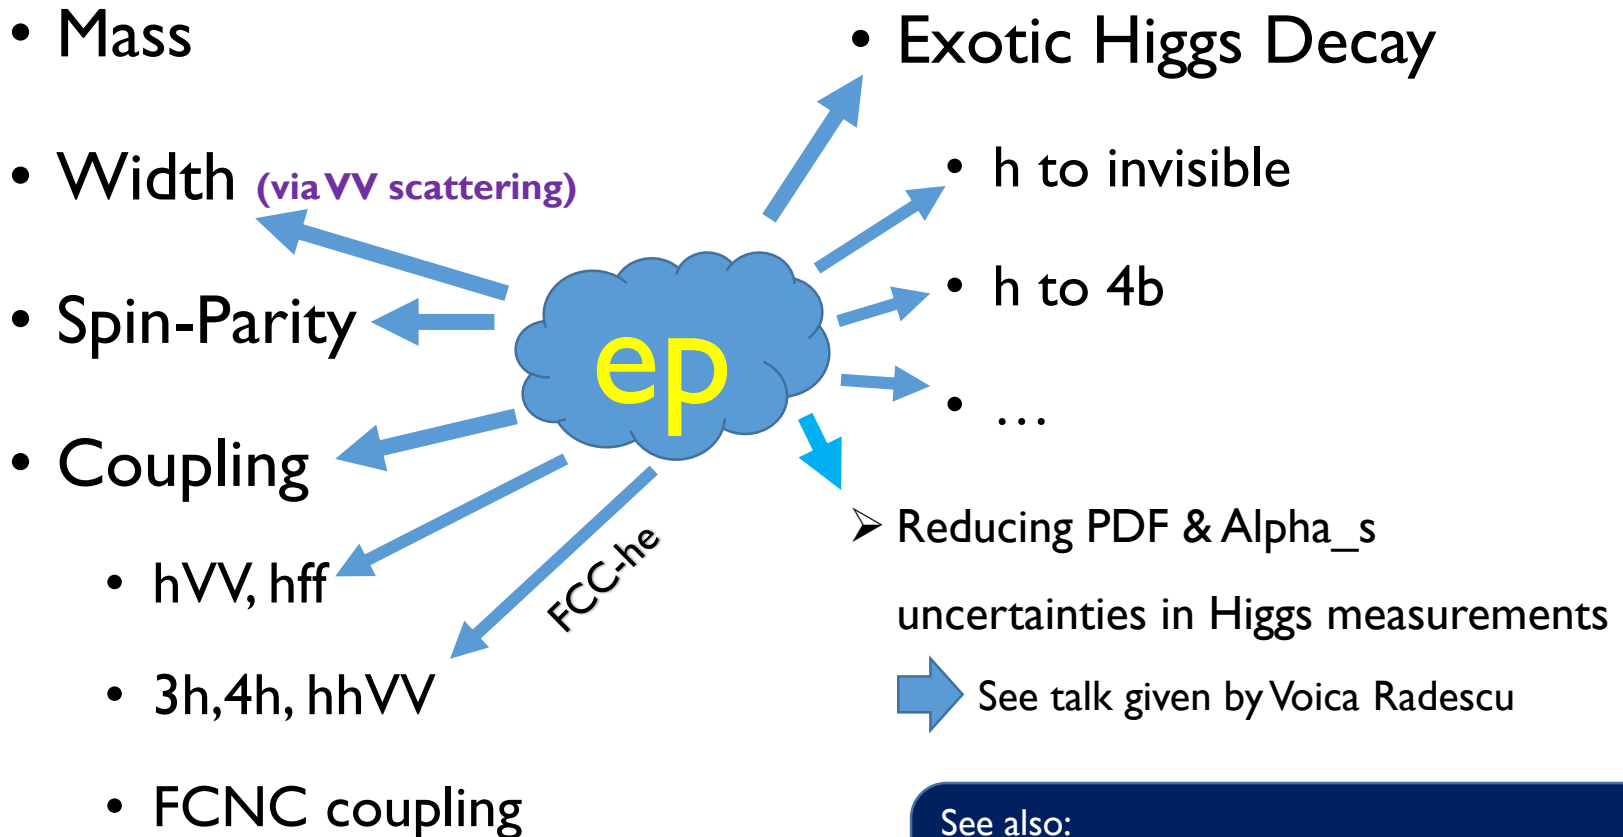 • Mass
• Width (via VV scattering)
• Spin-Parity
• Coupling
• hVV, hff
• 3h,4h, hhVV
• FCNC coupling
ep
FCC-he
• Exotic Higgs Decay
• h to invisible
• h to 4b
• …
➢ Reducing PDF & Alpha_s
uncertainties in Higgs measurements
See talk given by Voica Radescu
See also: